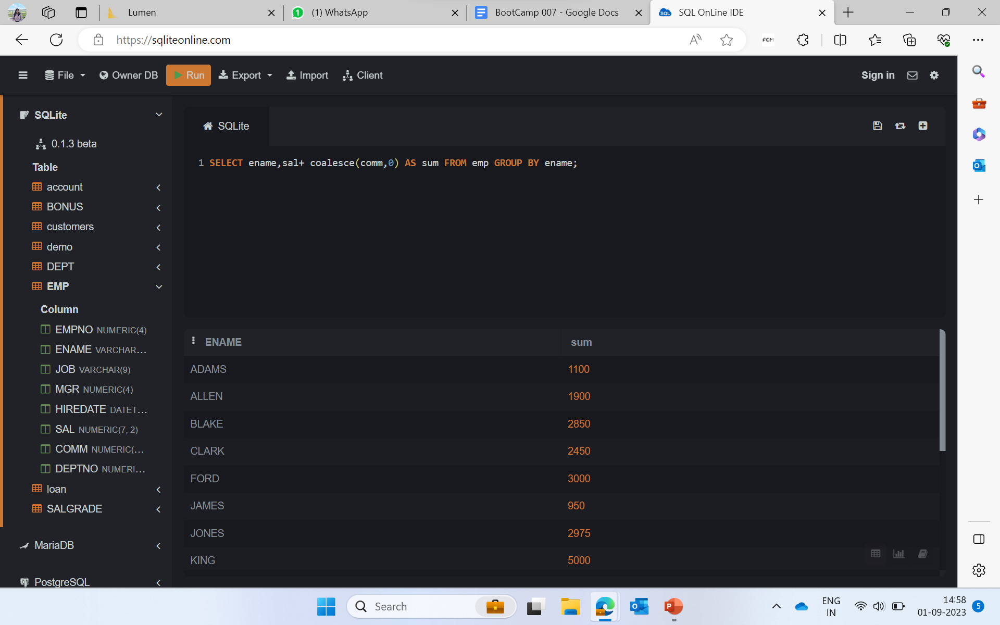 Lumen
(1) WhatsApp
BootCamp 007 - Google Docs
SQL OnLine IDE
https://sqliteonline.com
FCM
File
Owner DB
Run
Export
Import
Client
Sign in
SQLite
0.1.3 beta
Table
account
BONUS
customers
demo
DEPT
EMP
Column
EMPNO NUMERIC(4)
ENAME VARCHAR...
JOB VARCHAR(9)
MGR NUMERIC(4)
HIREDATE DATET...
SAL NUMERIC(7, 2)
COMM NUMERIC(...
DEPTNO NUMERI...
loan
SALGRADE
MariaDB
PostgreSQL
SQLite
1 SELECT ename,sal+ coalesce(comm,0) AS sum FROM emp GROUP BY ename;
ENAME sum
ADAMS 1100
ALLEN 1900
BLAKE 2850
CLARK 2450
FORD 3000
JAMES 950
JONES 2975
KING 5000
Search
ENG
IN
14:58
01-09-2023
5